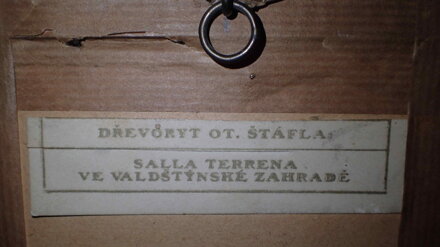 DŘEVORYT OT. ŠTÁFLA:
SALLA TERRENA
VE VALDŠTÝNSKÉ ZAHRADĚ